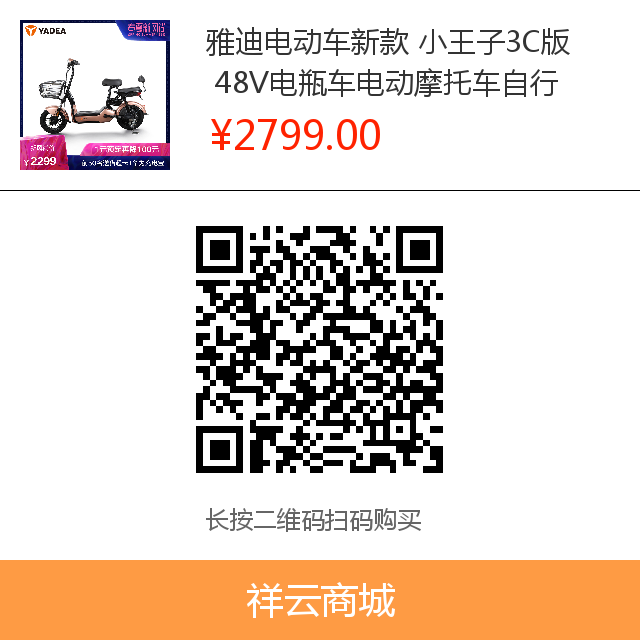 YADEA
雅迪电动车新款 小王子3C版
48V电瓶车电动摩托车自行
¥2799.00
¥2299
长按二维码扫码购买
祥云商城